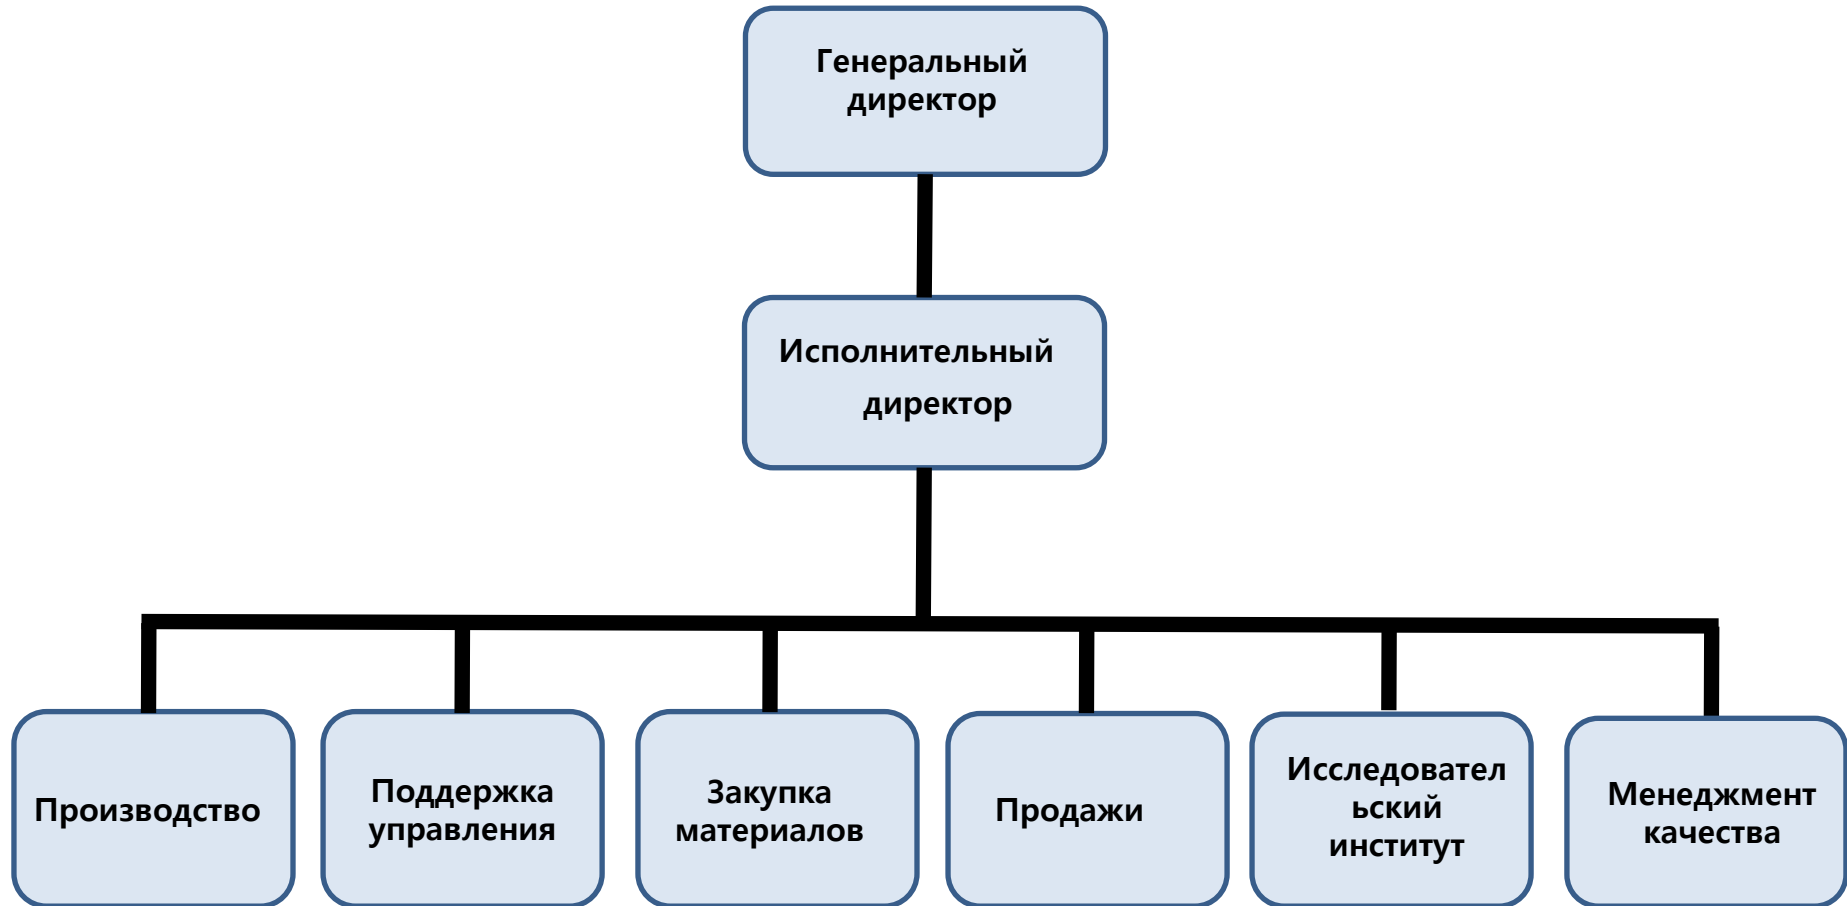 Генеральный
директор
Исполнительный
директор
Производство
Поддержка
управления
Закупка
материалов
Продажи
Исследовател
ьский
институт
Менеджмент
качества